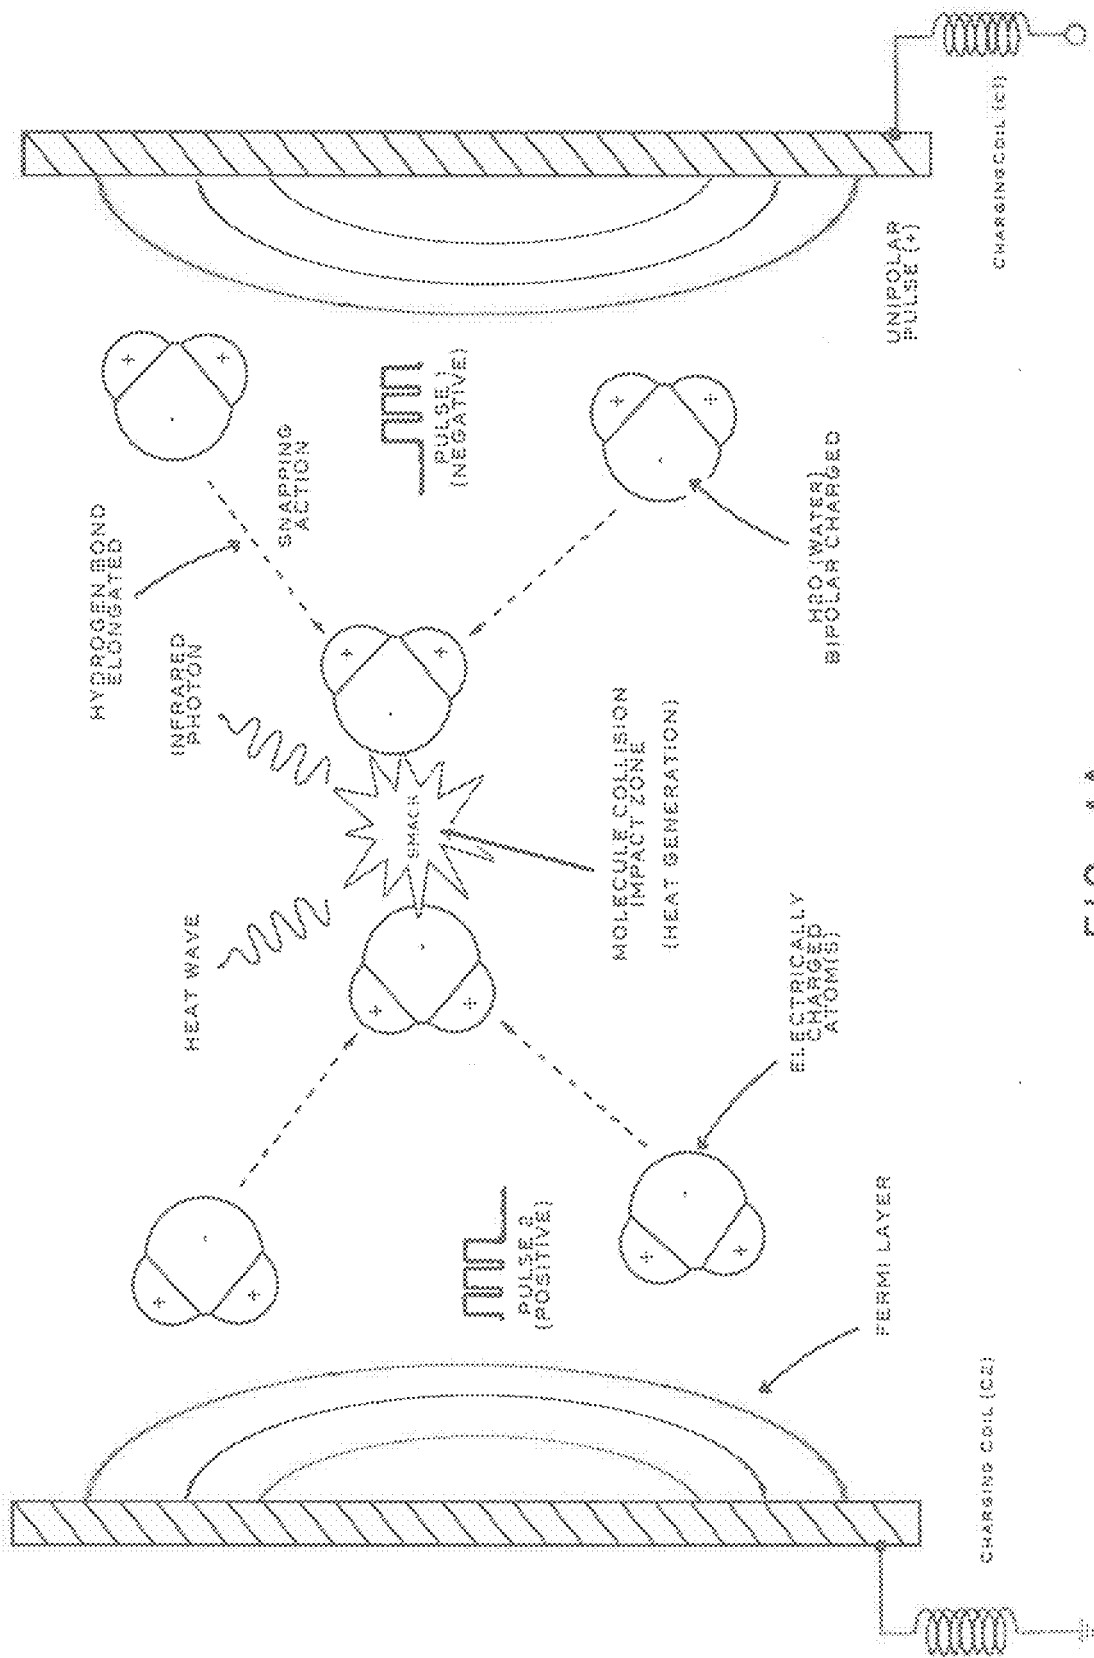 HYDROGEN BOND
ELONGATED
INFRARED
PHOTON
HEAT WAVE
SNAPPING
ACTION
SMACK
PULSE 1
(NEGATIVE)
PULSE 2
(POSITIVE)
MOLECULE COLLISION
IMPACT ZONE
(HEAT GENERATION)
H2O (WATER)
BIPOLAR CHARGED
ELECTRICALLY
CHARGED
ATOM(S)
UNIPOLAR
PULSE (+)
FERMI LAYER
CHARGING COIL (C1)
CHARGING COIL (C2)
+
+
+
+
+
+
+
+
+
+
+
+